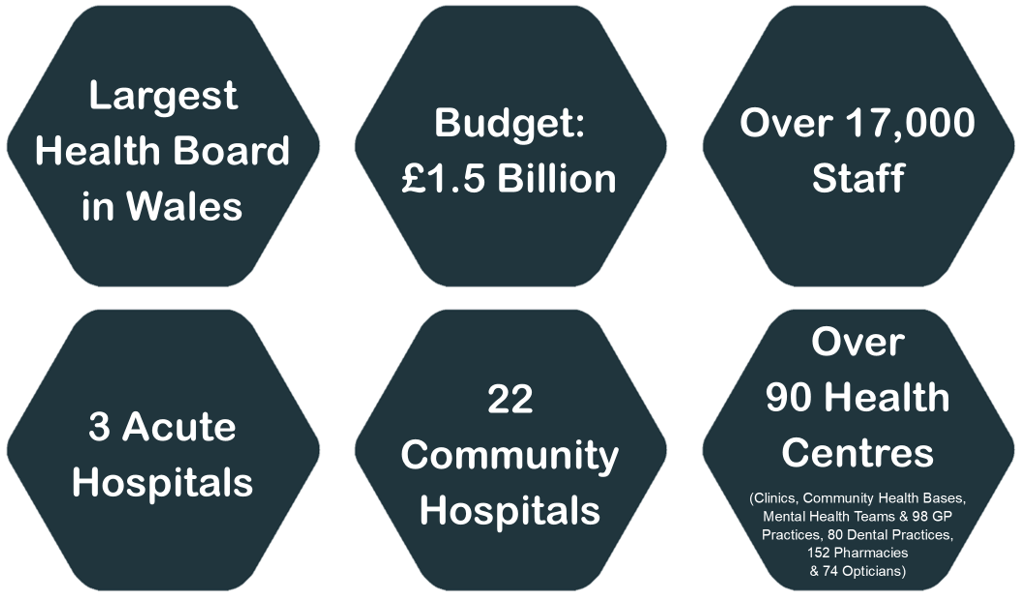 Largest
Health Board
in Wales
Budget:
£1.5 Billion
Over 17,000
Staff
3 Acute
Hospitals
22
Community
Hospitals
Over
90 Health
Centres
(Clinics, Community Health Bases,
Mental Health Teams & 98 GP
Practices, 80 Dental Practices,
152 Pharmacies
& 74 Opticians)